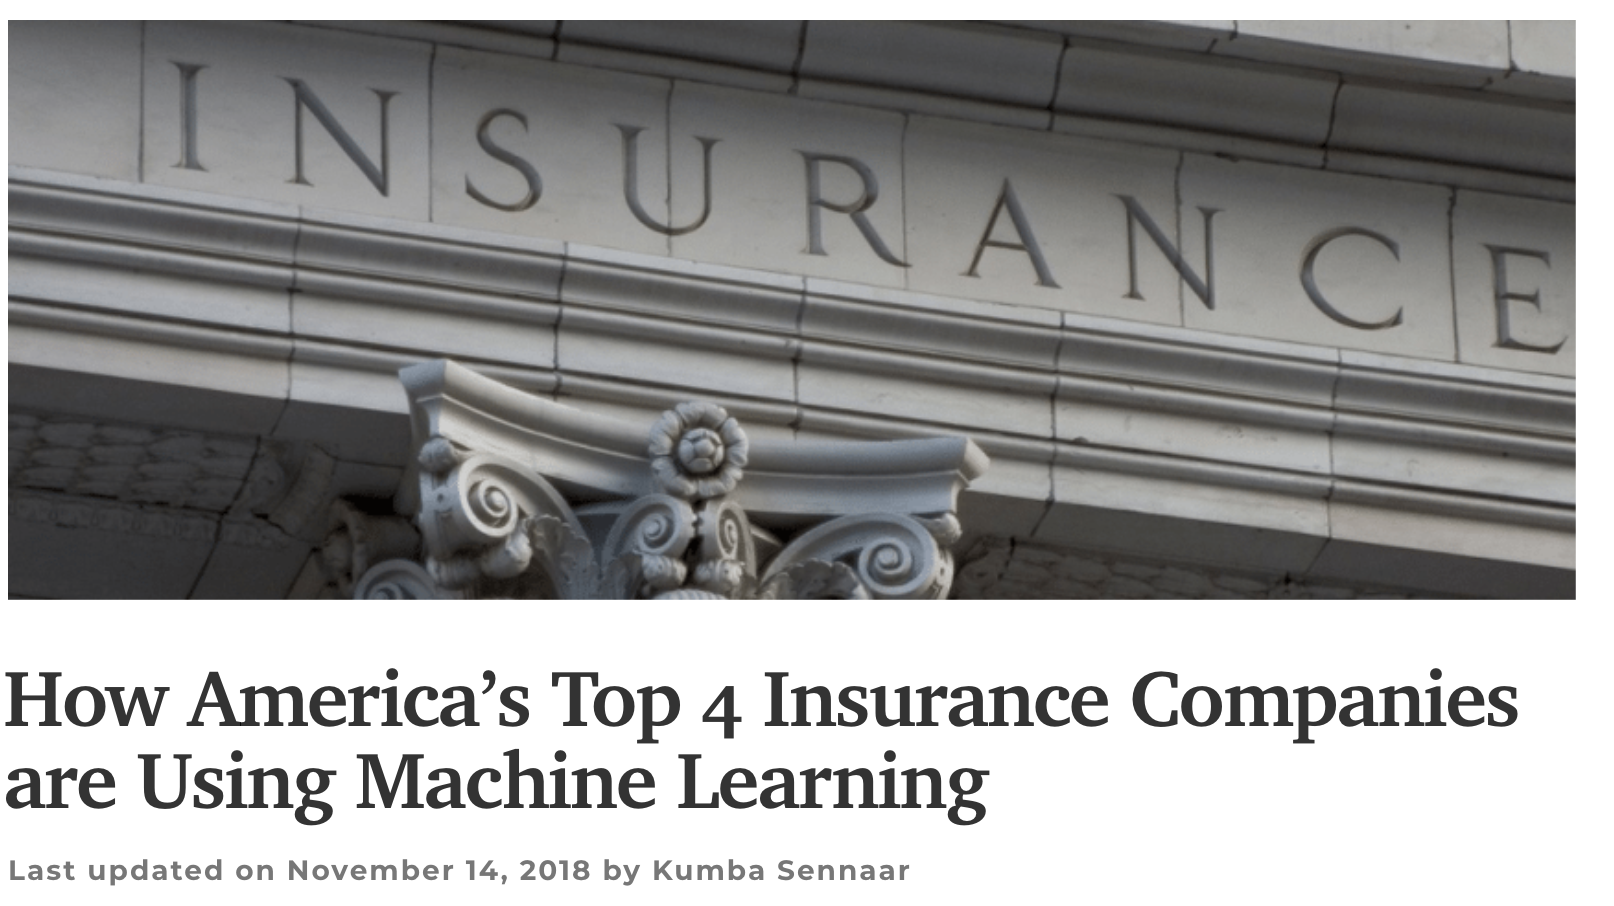 INSURANCE
How America’s Top 4 Insurance Companies
are Using Machine Learning
Last updated on November 14, 2018 by Kumba Sennaar